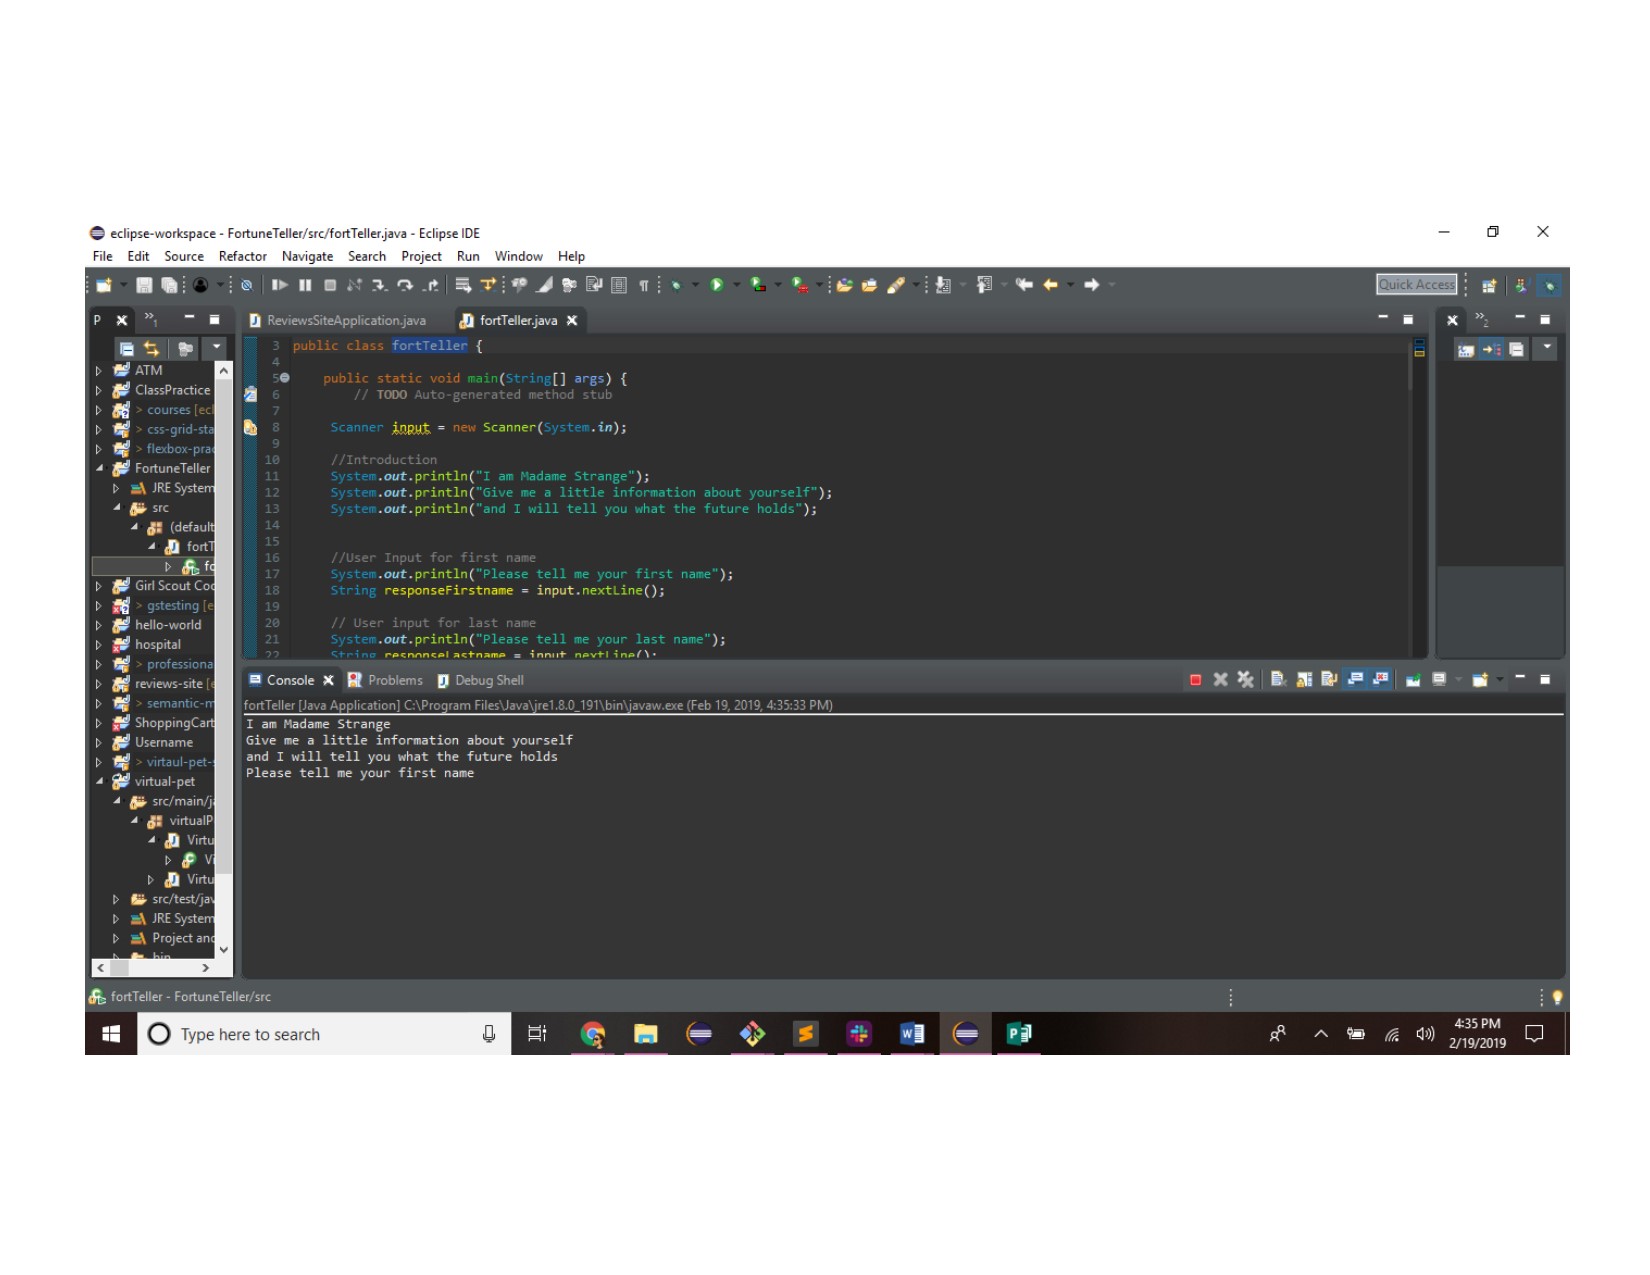 eclipse-workspace - FortuneTeller/src/fortTeller.java - Eclipse IDE
File Edit Source Refactor Navigate Search Project Run Window Help
Quick Access
P
ReviewsSiteApplication.java fortTeller.java
ATM
ClassPractice
> courses [ecl
> css-grid-sta
> flexbox-prac
FortuneTeller
JRE System
src
(default
fortT
fo
Girl Scout Coo
> gstesting [e
hello-world
hospital
> professiona
reviews-site [
> semantic-m
ShoppingCart
Username
> virtaul-pet-s
virtual-pet
src/main/ja
virtualP
Virtu
Vi
Virtu
src/test/jav
JRE System
Project and
bin
3 public class fortTeller {
4
5 public static void main(String[] args) {
6 // TODO Auto-generated method stub
7
8 Scanner input = new Scanner(System.in);
9
10 //Introduction
11 System.out.println("I am Madame Strange");
12 System.out.println("Give me a little information about yourself");
13 System.out.println("and I will tell you what the future holds");
14
15
16 //User Input for first name
17 System.out.println("Please tell me your first name");
18 String responseFirstname = input.nextLine();
19
20 // User input for last name
21 System.out.println("Please tell me your last name");
22 String responseLastname = input.nextLine();
Console Problems Debug Shell
fortTeller [Java Application] C:\Program Files\Java\jre1.8.0_191\bin\javaw.exe (Feb 19, 2019, 4:35:33 PM)
I am Madame Strange
Give me a little information about yourself
and I will tell you what the future holds
Please tell me your first name
fortTeller - FortuneTeller/src
Type here to search
4:35 PM
2/19/2019